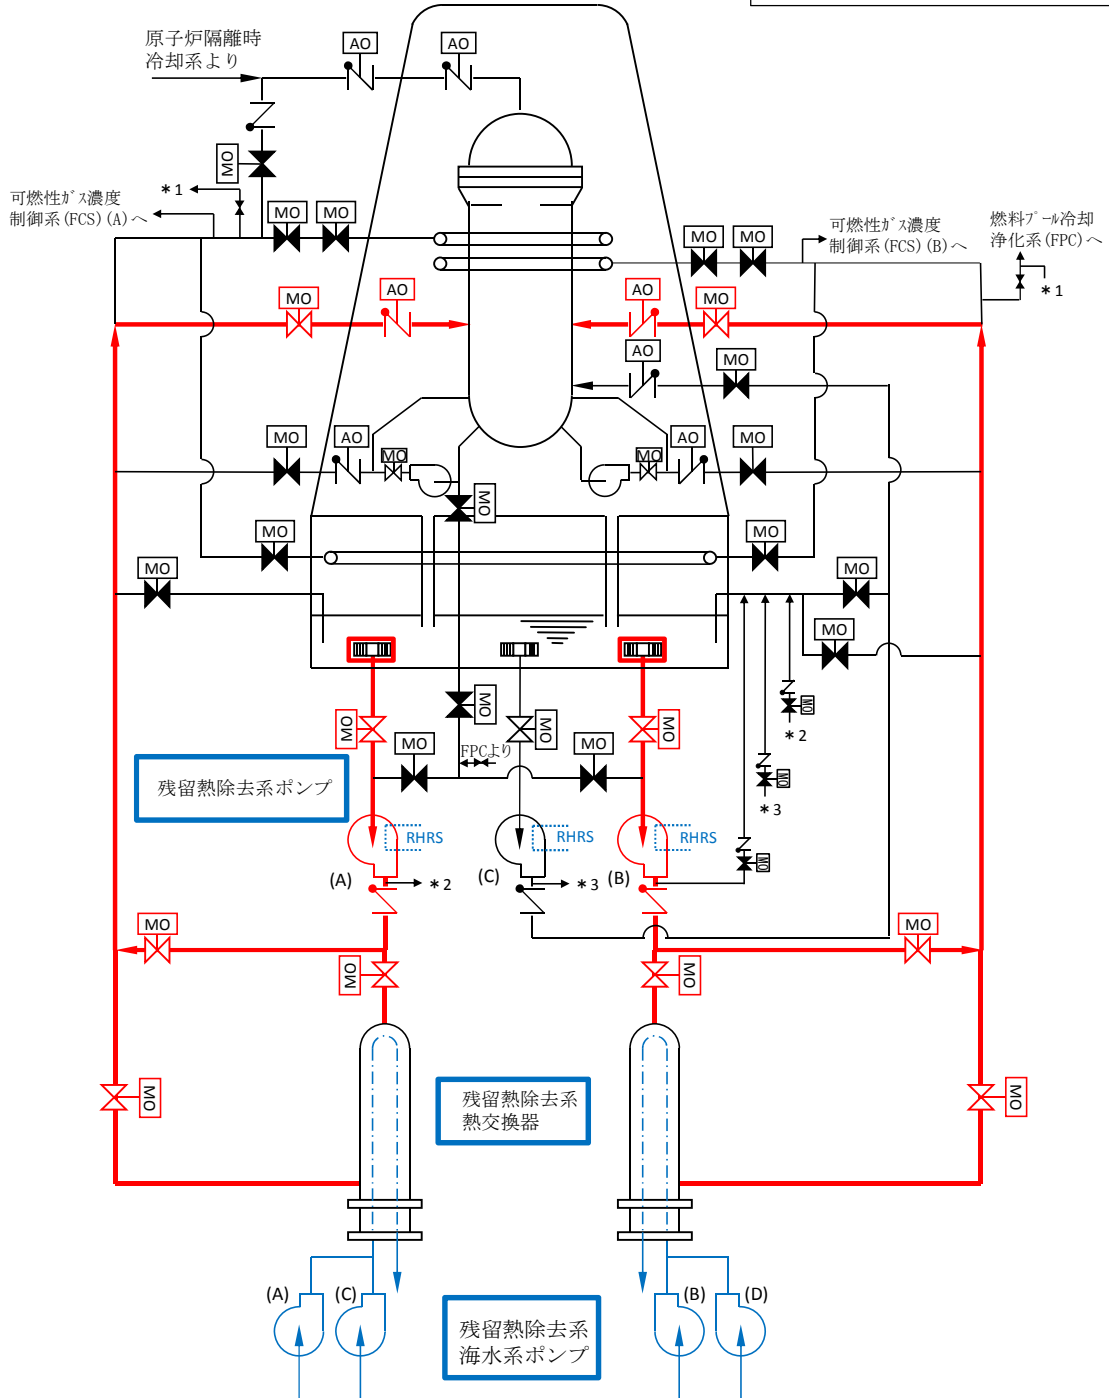 原子炉隔離時
冷却系より
AO
AO
MO
*1
可燃性ｶﾞｽ濃度
制御系(FCS)(A)へ
MO
MO
MO
MO
可燃性ｶﾞｽ濃度
制御系(FCS)(B)へ
燃料ﾌﾟｰﾙ冷却
浄化系(FPC)へ
*1
MO
AO
AO
MO
AO
MO
MO
AO
MO
MO
AO
MO
MO
MO
MO
MO
MO
MO
MO
MO
MO
MO
MO
MO
*2
MO
FPCより
MO
MO
*3
残留熱除去系ポンプ
RHRS
RHRS
RHRS
(A)
*2
(C)
*3
(B)
MO
MO
MO
MO
MO
MO
MO
残留熱除去系
熱交換器
(A)
(C)
(B)
(D)
残留熱除去系
海水系ポンプ